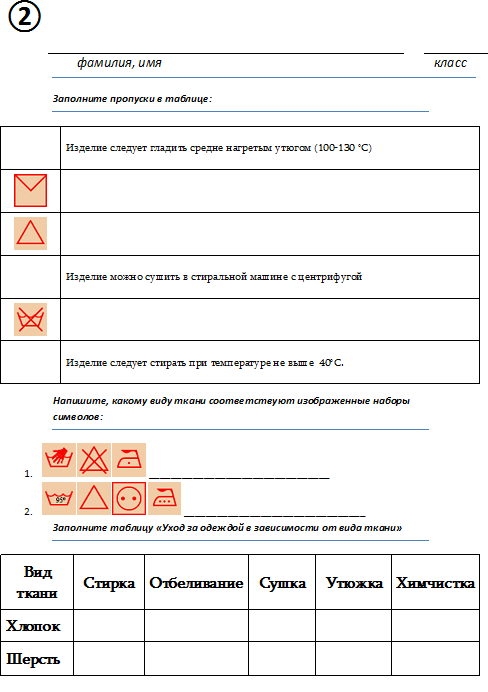 2
фамилия, имя класс
Заполните пропуски в таблице:
Изделие следует гладить средне нагретым утюгом (100-130 °C)
Изделие можно сушить в стиральной машине с центрифугой
Изделие следует стирать при температуре не выше 40°C.
Напишите, какому виду ткани соответствуют изображенные наборы
символов:
1.
2. 95°
Заполните таблицу «Уход за одеждой в зависимости от вида ткани»
Вид
ткани Стирка Отбеливание Сушка Утюжка Химчистка
Хлопок
Шерсть